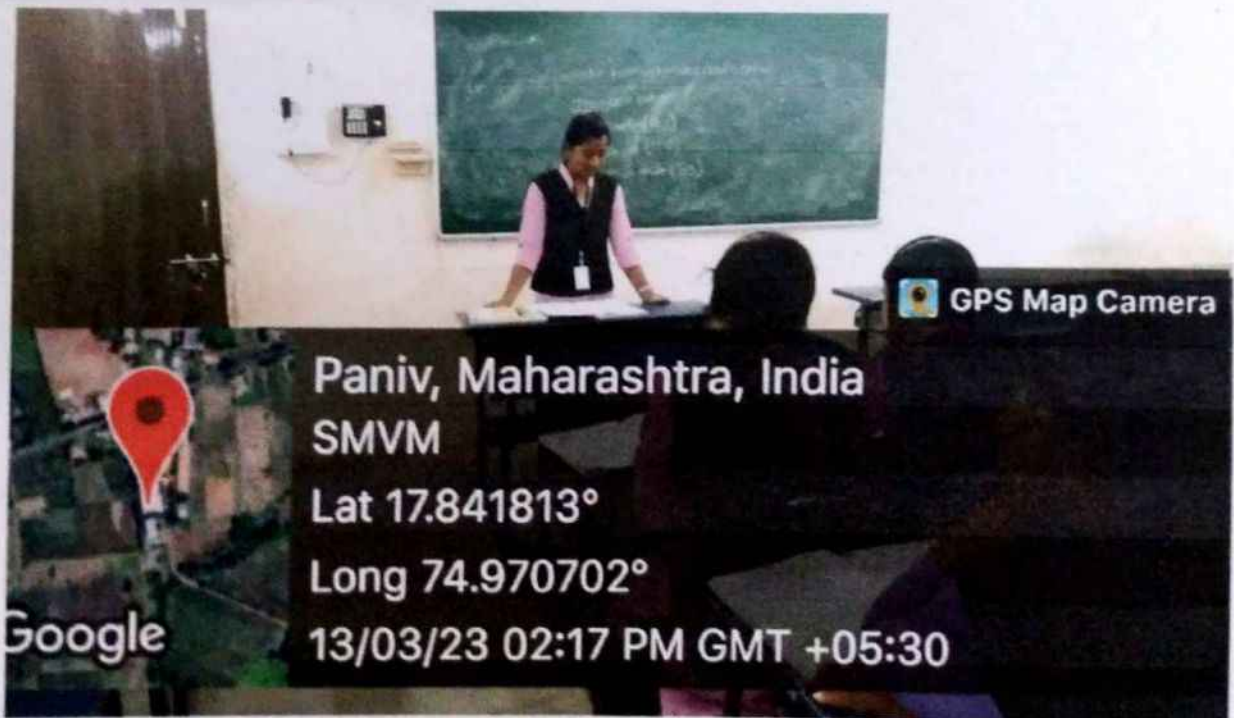 GPS Map Camera
Paniv, Maharashtra, India
SMVM
Lat 17.841813°
Long 74.970702°
13/03/23 02:17 PM GMT +05:30
Google